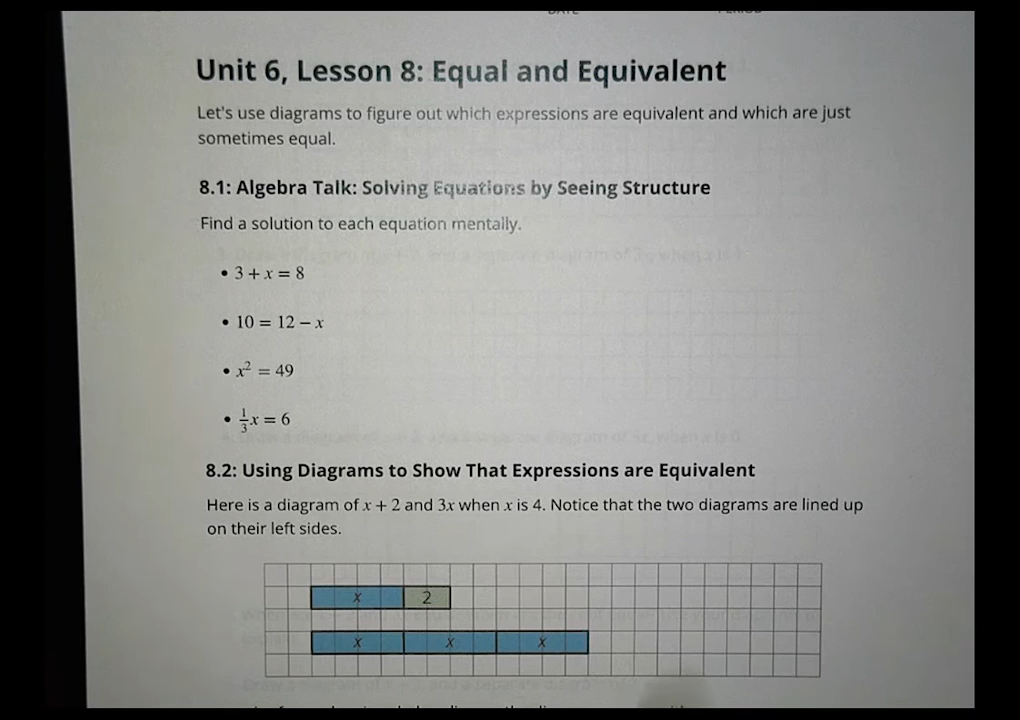 Unit 6, Lesson 8: Equal and Equivalent
Let's use diagrams to figure out which expressions are equivalent and which are just
sometimes equal.
8.1: Algebra Talk: Solving Equations by Seeing Structure
Find a solution to each equation mentally.
• 3 + x = 8
• 10 = 12 − x
• x² = 49
• 1/3 x = 6
8.2: Using Diagrams to Show That Expressions are Equivalent
Here is a diagram of x + 2 and 3x when x is 4. Notice that the two diagrams are lined up
on their left sides.
x 2
x x x